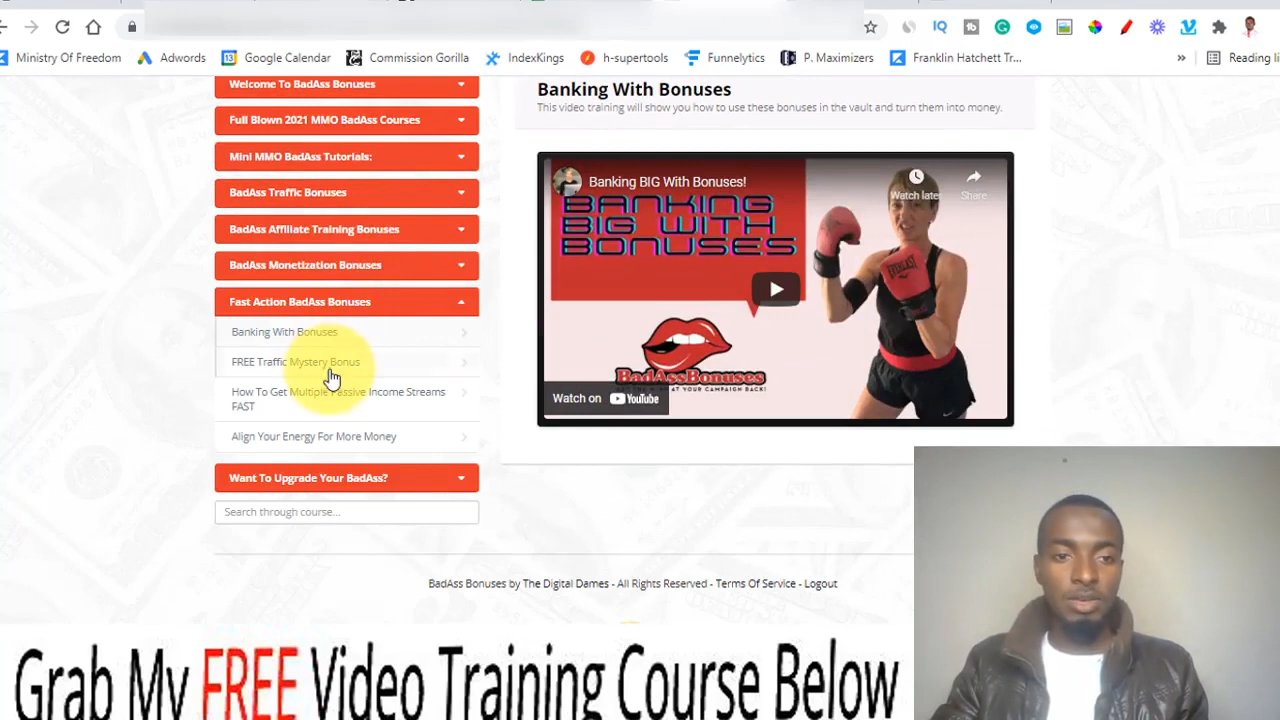 Ministry Of Freedom
Adwords
Google Calendar
Commission Gorilla
IndexKings
h-supertools
Funnelytics
P. Maximizers
Franklin Hatchett Tr...
»
Reading li
Welcome To BadAss Bonuses
Full Blown 2021 MMO BadAss Courses
Mini MMO BadAss Tutorials:
BadAss Traffic Bonuses
BadAss Affiliate Training Bonuses
BadAss Monetization Bonuses
Fast Action BadAss Bonuses
Banking With Bonuses
FREE Traffic Mystery Bonus
How To Get Multiple Passive Income Streams
FAST
Align Your Energy For More Money
Want To Upgrade Your BadAss?
Search through course...
Banking With Bonuses
This video training will show you how to use these bonuses in the vault and turn them into money.
Banking BIG With Bonuses!
Watch later
Share
BANKING
BIG WITH
BONUSES
EVERLAST
BadAssBonuses
Watch on YouTube
BadAss Bonuses by The Digital Dames - All Rights Reserved - Terms Of Service - Logout
Grab My FREE Video Training Course Below